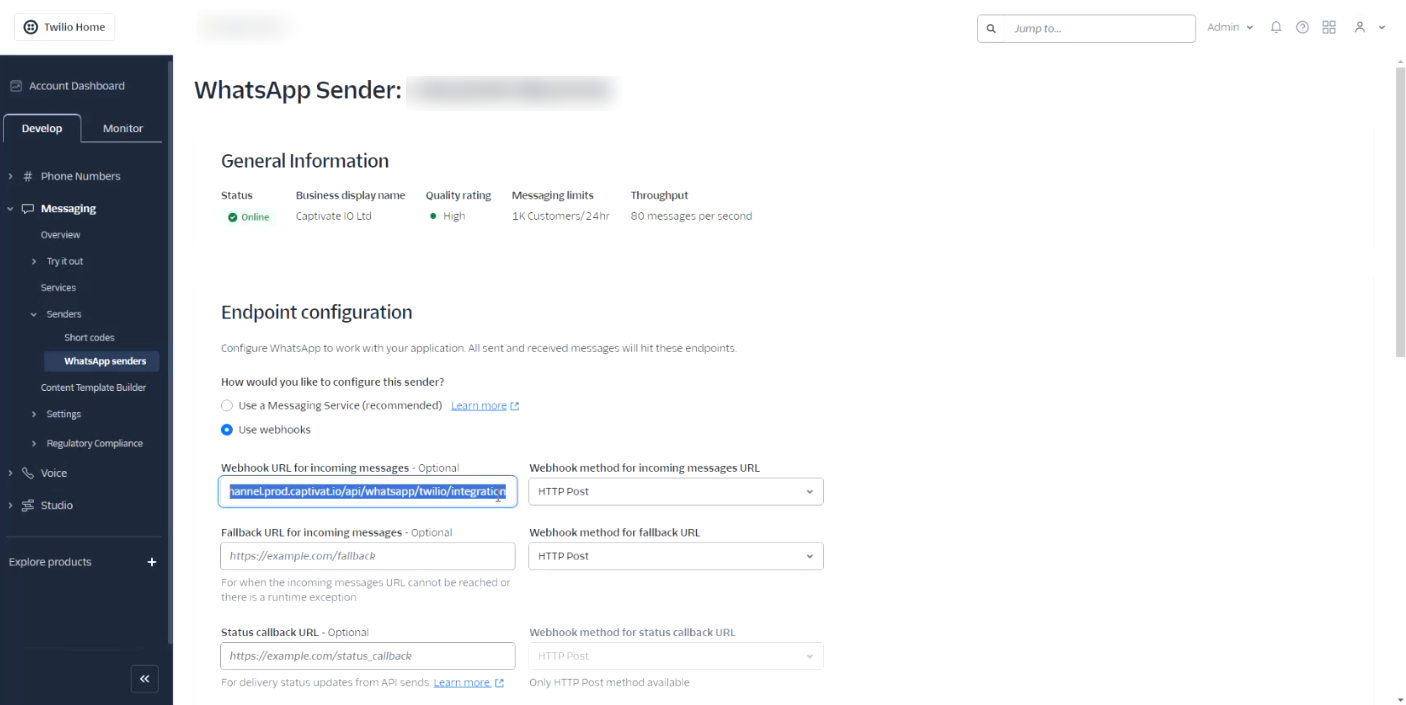 Twilio Home
Jump to...
Admin
Account Dashboard
Develop
Monitor
Phone Numbers
Messaging
Overview
Try it out
Services
Senders
Short codes
WhatsApp senders
Content Template Builder
Settings
Regulatory Compliance
Voice
Studio
Explore products
WhatsApp Sender:
General Information
Status Business display name Quality rating Messaging limits Throughput
Online Captivate IO Ltd High 1K Customers/24hr 80 messages per second
Endpoint configuration
Configure WhatsApp to work with your application. All sent and received messages will hit these endpoints.
How would you like to configure this sender?
Use a Messaging Service (recommended) Learn more
Use webhooks
Webhook URL for incoming messages - Optional
hannel.prod.captivat.io/api/whatsapp/twilio/integration
Webhook method for incoming messages URL
HTTP Post
Fallback URL for incoming messages - Optional
https://example.com/fallback
For when the incoming messages URL cannot be reached or
there is a runtime exception
Webhook method for fallback URL
HTTP Post
Status callback URL - Optional
https://example.com/status_callback
For delivery status updates from API sends. Learn more.
Webhook method for status callback URL
HTTP Post
Only HTTP Post method available